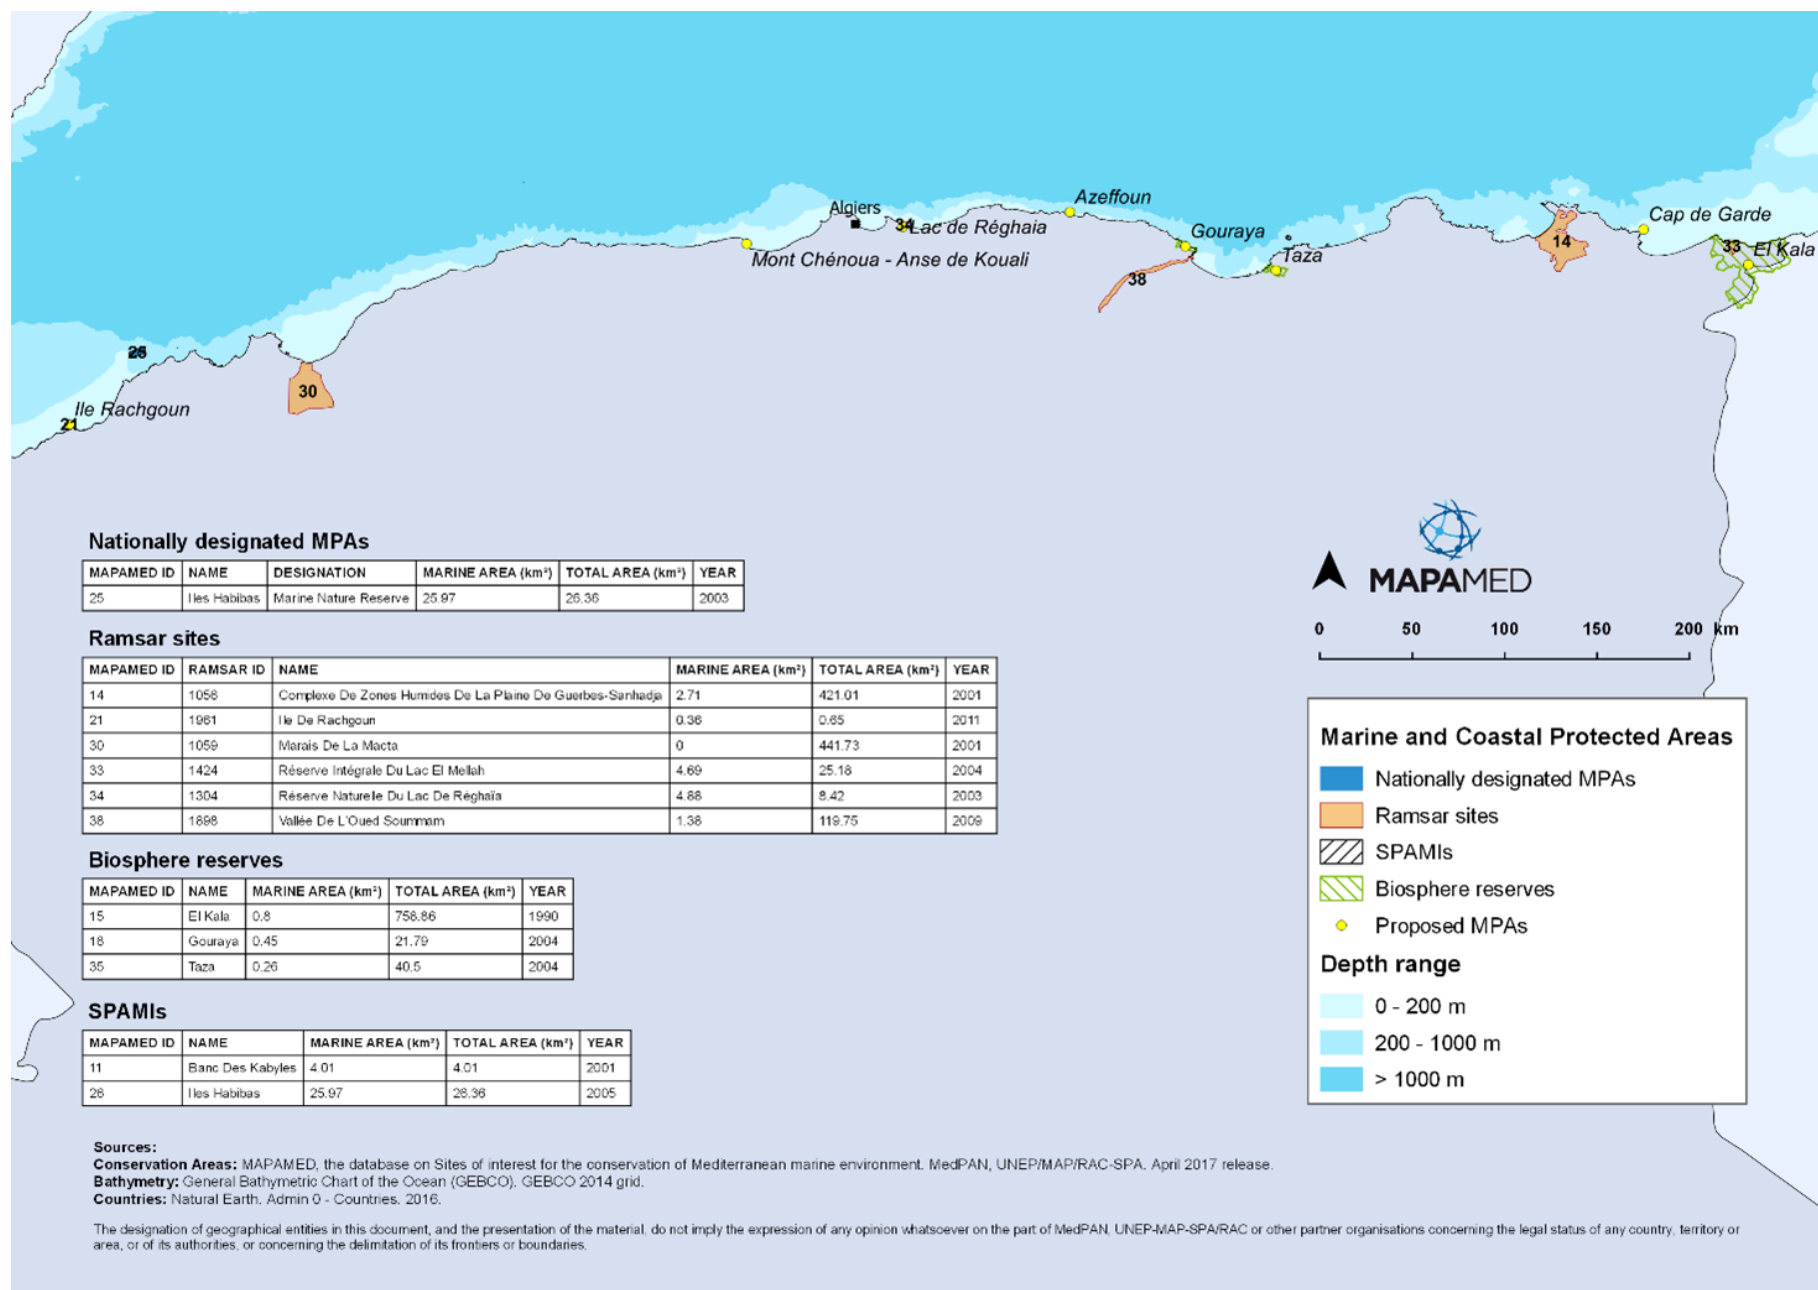 Algiers
Azeffoun
34
Lac de Réghaia
Mont Chénoua - Anse de Kouali
Gouraya
Taza
38
14
Cap de Garde
33
El Kala
30
Ile Rachgoun
21
Nationally designated MPAs
MAPAMED ID NAME DESIGNATION MARINE AREA (km²) TOTAL AREA (km²) YEAR
25 Iles Habibas Marine Nature Reserve 25.97 26.36 2003
Ramsar sites
MAPAMED ID RAMSAR ID NAME MARINE AREA (km²) TOTAL AREA (km²) YEAR
14 1056 Complexe De Zones Humides De La Plaine De Guerbes-Sanhadja 2.71 421.01 2001
21 1961 Ile De Rachgoun 0.36 0.65 2011
30 1059 Marais De La Macta 0 441.73 2001
33 1424 Réserve Intégrale Du Lac El Mellah 4.69 25.18 2004
34 1304 Réserve Naturelle Du Lac De Réghaïa 4.88 8.42 2003
38 1898 Vallée De L'Oued Soummam 1.38 119.75 2009
Biosphere reserves
MAPAMED ID NAME MARINE AREA (km²) TOTAL AREA (km²) YEAR
15 El Kala 0.8 758.86 1990
18 Gouraya 0.45 21.79 2004
35 Taza 0.26 40.5 2004
SPAMIs
MAPAMED ID NAME MARINE AREA (km²) TOTAL AREA (km²) YEAR
11 Banc Des Kabyles 4.01 4.01 2001
26 Iles Habibas 25.97 26.36 2005
MAPAMED
0 50 100 150 200 km
Marine and Coastal Protected Areas
Nationally designated MPAs
Ramsar sites
SPAMIs
Biosphere reserves
Proposed MPAs
Depth range
0 - 200 m
200 - 1000 m
> 1000 m
Sources:
Conservation Areas: MAPAMED, the database on Sites of interest for the conservation of Mediterranean marine environment. MedPAN, UNEP/MAP/RAC-SPA. April 2017 release.
Bathymetry: General Bathymetric Chart of the Ocean (GEBCO). GEBCO 2014 grid.
Countries: Natural Earth. Admin 0 - Countries. 2016.
The designation of geographical entities in this document, and the presentation of the material, do not imply the expression of any opinion whatsoever on the part of MedPAN, UNEP-MAP-SPA/RAC or other partner organisations concerning the legal status of any country, territory or
area, or of its authorities, or concerning the delimitation of its frontiers or boundaries.